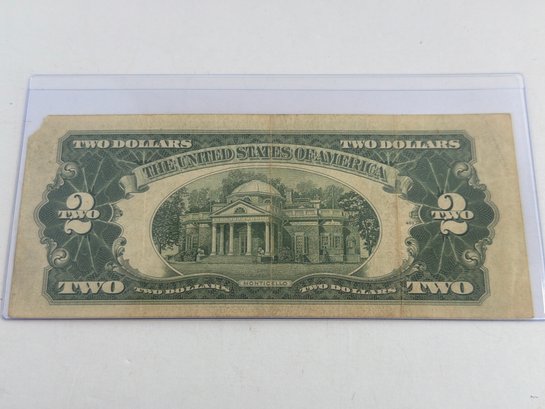 TWO DOLLARS TWO DOLLARS
THE UNITED STATES OF AMERICA
2 2
TWO TWO
MONTICELLO
TWO TWO DOLLARS TWO DOLLARS TWO